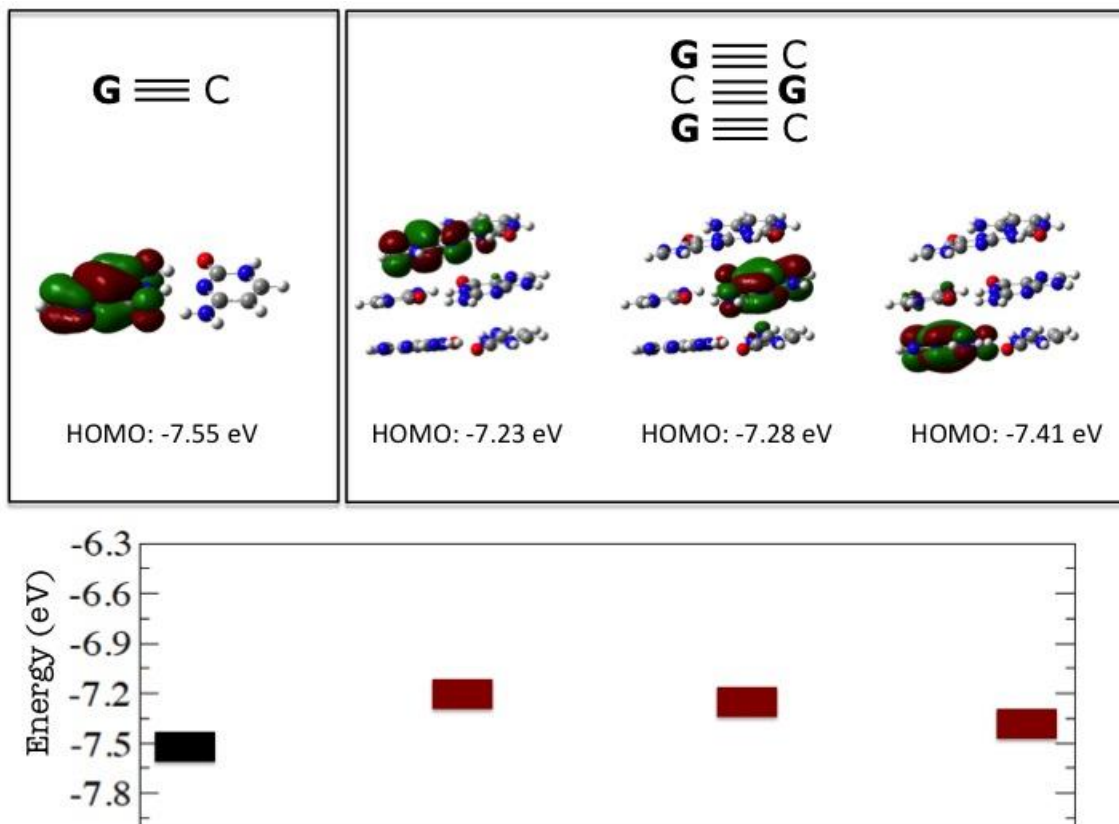 G C
G C
C G
G C
HOMO: -7.55 eV
HOMO: -7.23 eV
HOMO: -7.28 eV
HOMO: -7.41 eV
Energy (eV)
-6.3
-6.6
-6.9
-7.2
-7.5
-7.8